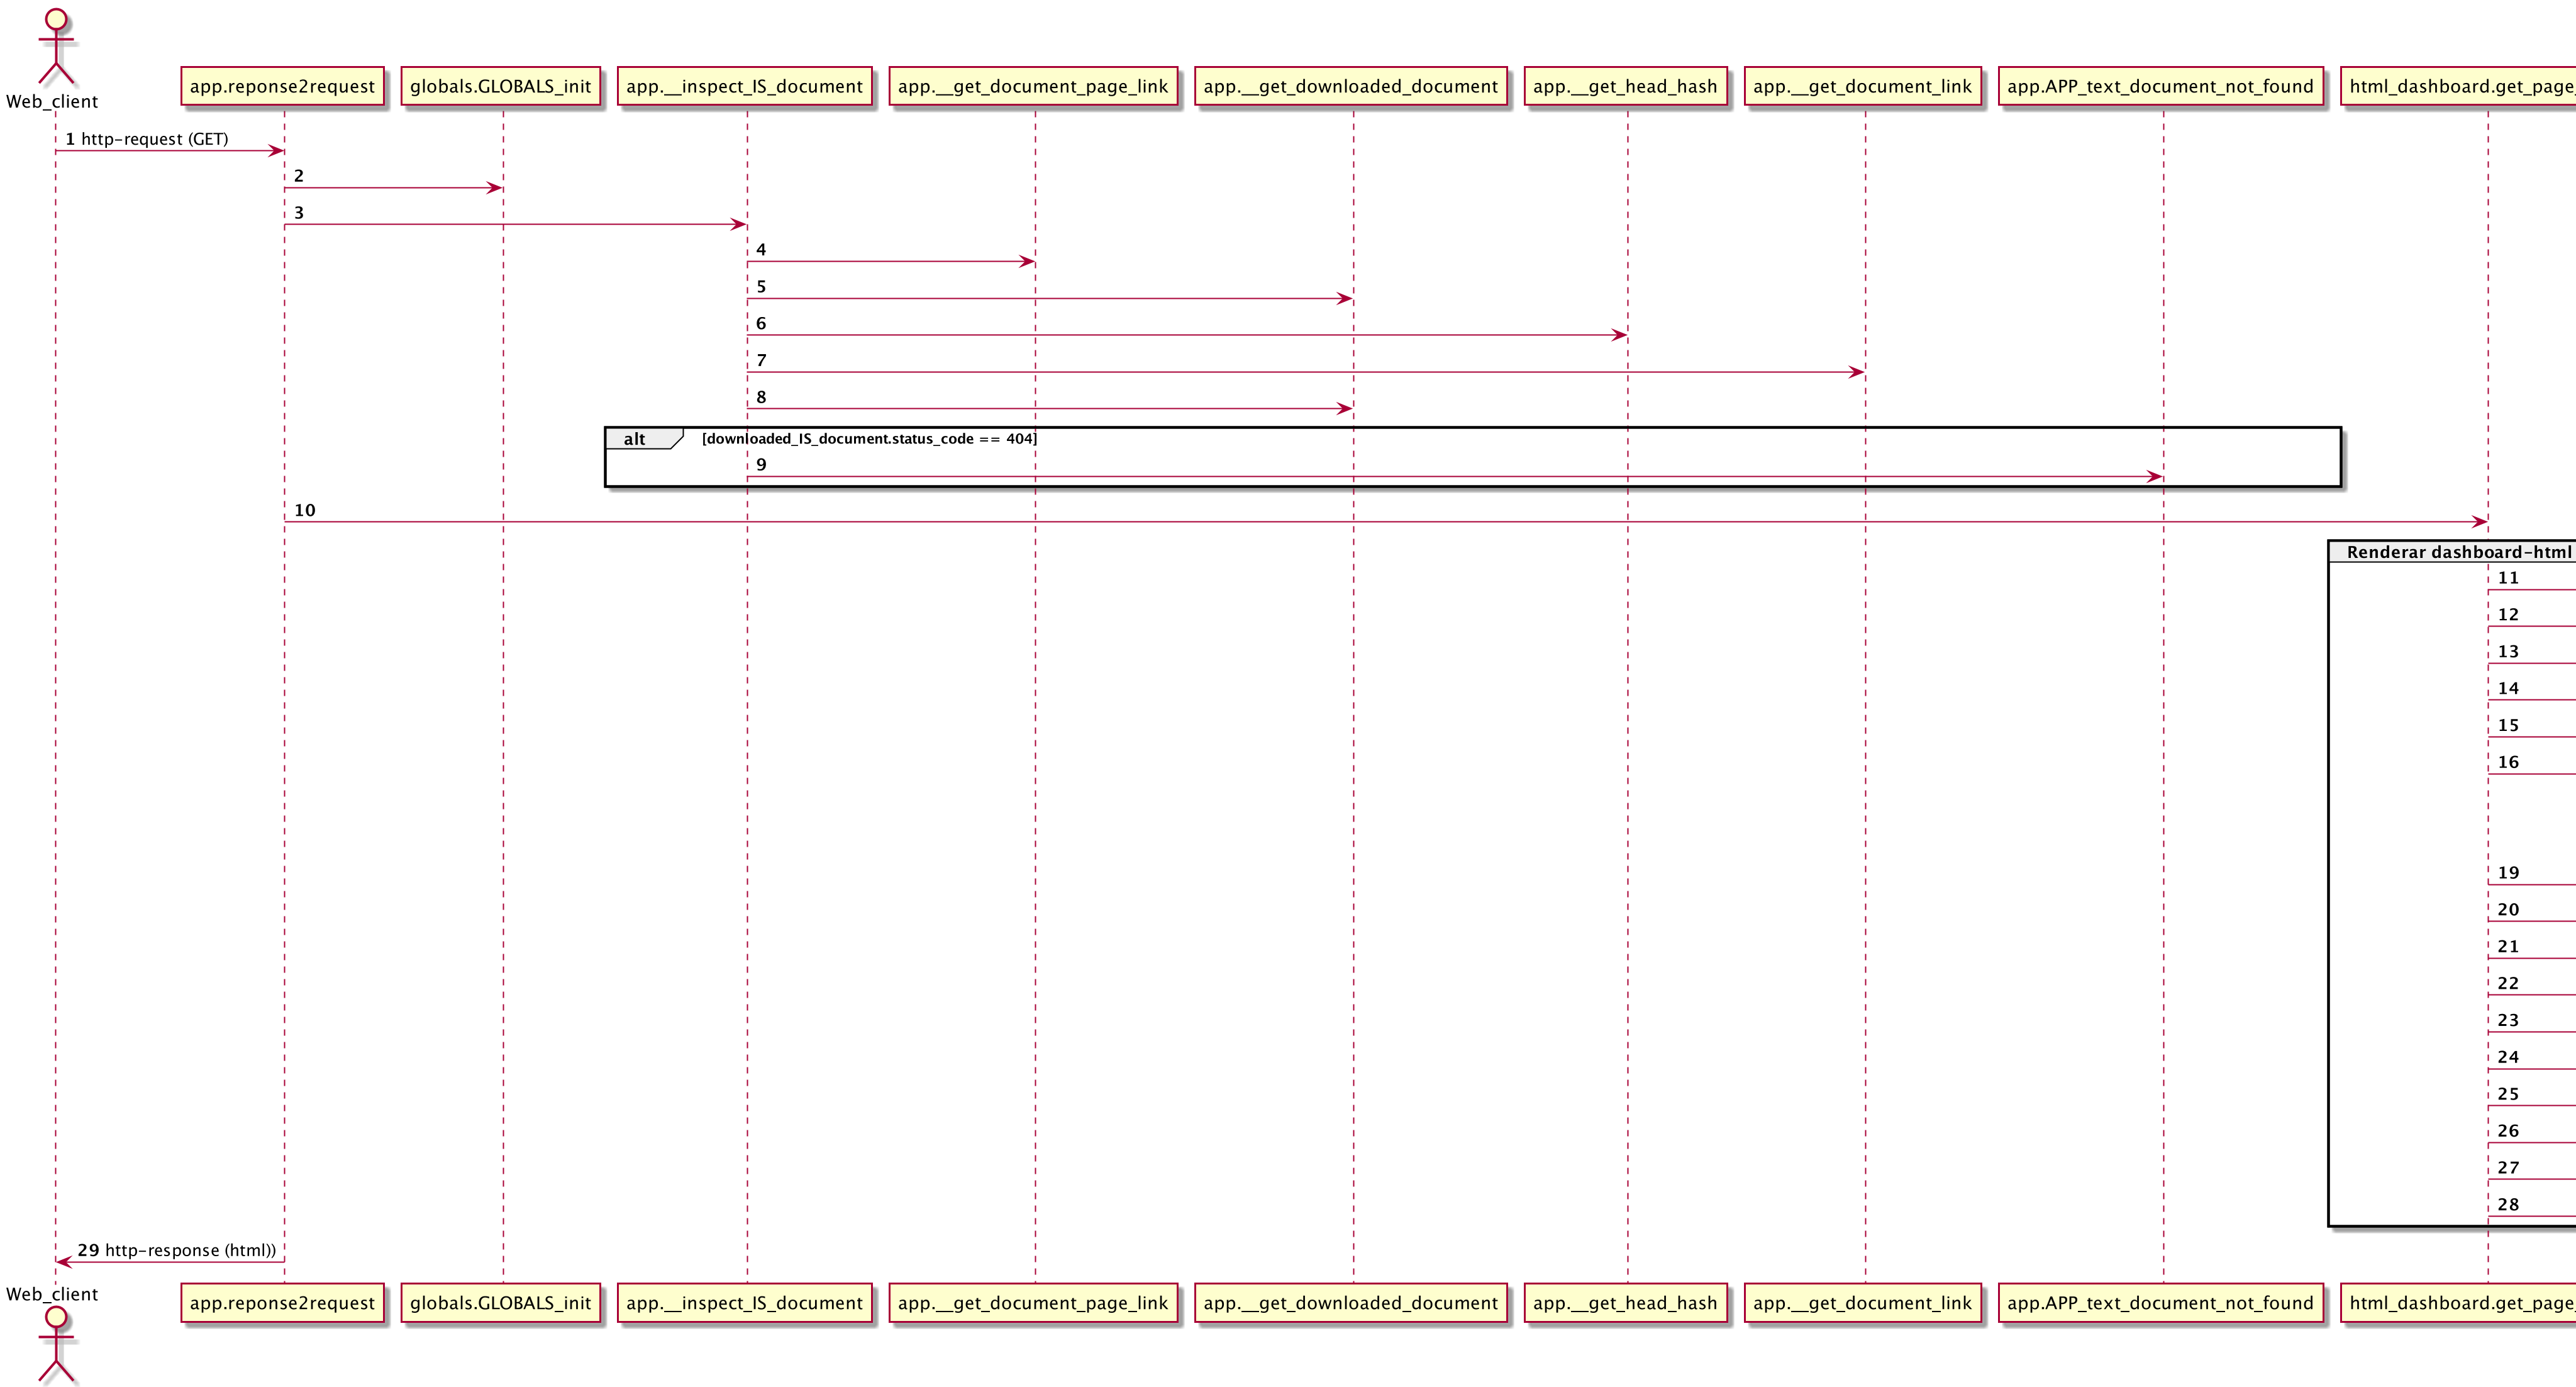 Web_client
app.reponse2request
globals.GLOBALS_init
app.__inspect_IS_document
app.__get_document_page_link
app.__get_downloaded_document
app.__get_head_hash
app.__get_document_link
app.APP_text_document_not_found
html_dashboard.get_page_
1 http-request (GET)
2
3
4
5
6
7
8
alt [downloaded_IS_document.status_code == 404]
9
10
Renderar dashboard-html
11
12
13
14
15
16
19
20
21
22
23
24
25
26
27
28
29 http-response (html))
Web_client
app.reponse2request
globals.GLOBALS_init
app.__inspect_IS_document
app.__get_document_page_link
app.__get_downloaded_document
app.__get_head_hash
app.__get_document_link
app.APP_text_document_not_found
html_dashboard.get_page_